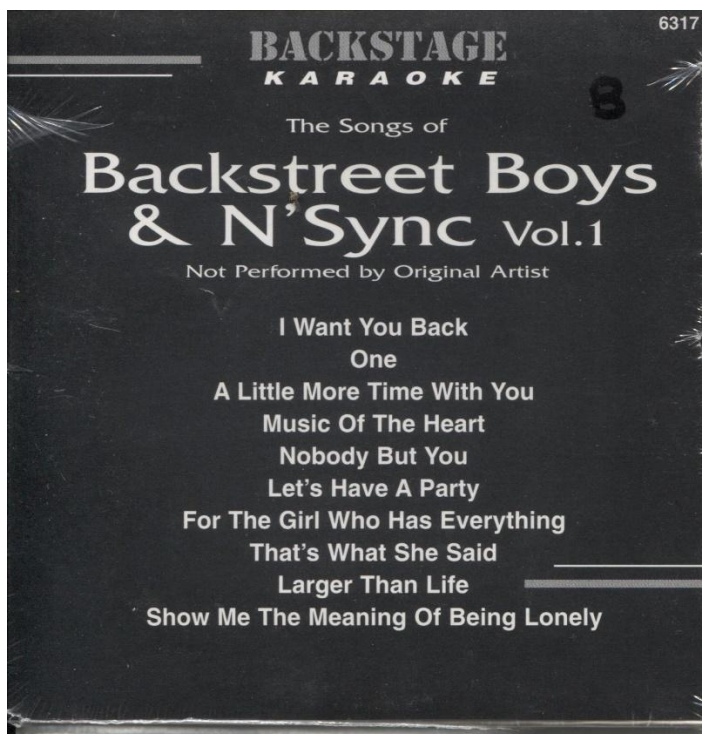 6317
BACKSTAGE
KARAOKE
8
The Songs of
Backstreet Boys
& N'Sync Vol.1
Not Performed by Original Artist
I Want You Back
One
A Little More Time With You
Music Of The Heart
Nobody But You
Let's Have A Party
For The Girl Who Has Everything
That's What She Said
Larger Than Life
Show Me The Meaning Of Being Lonely